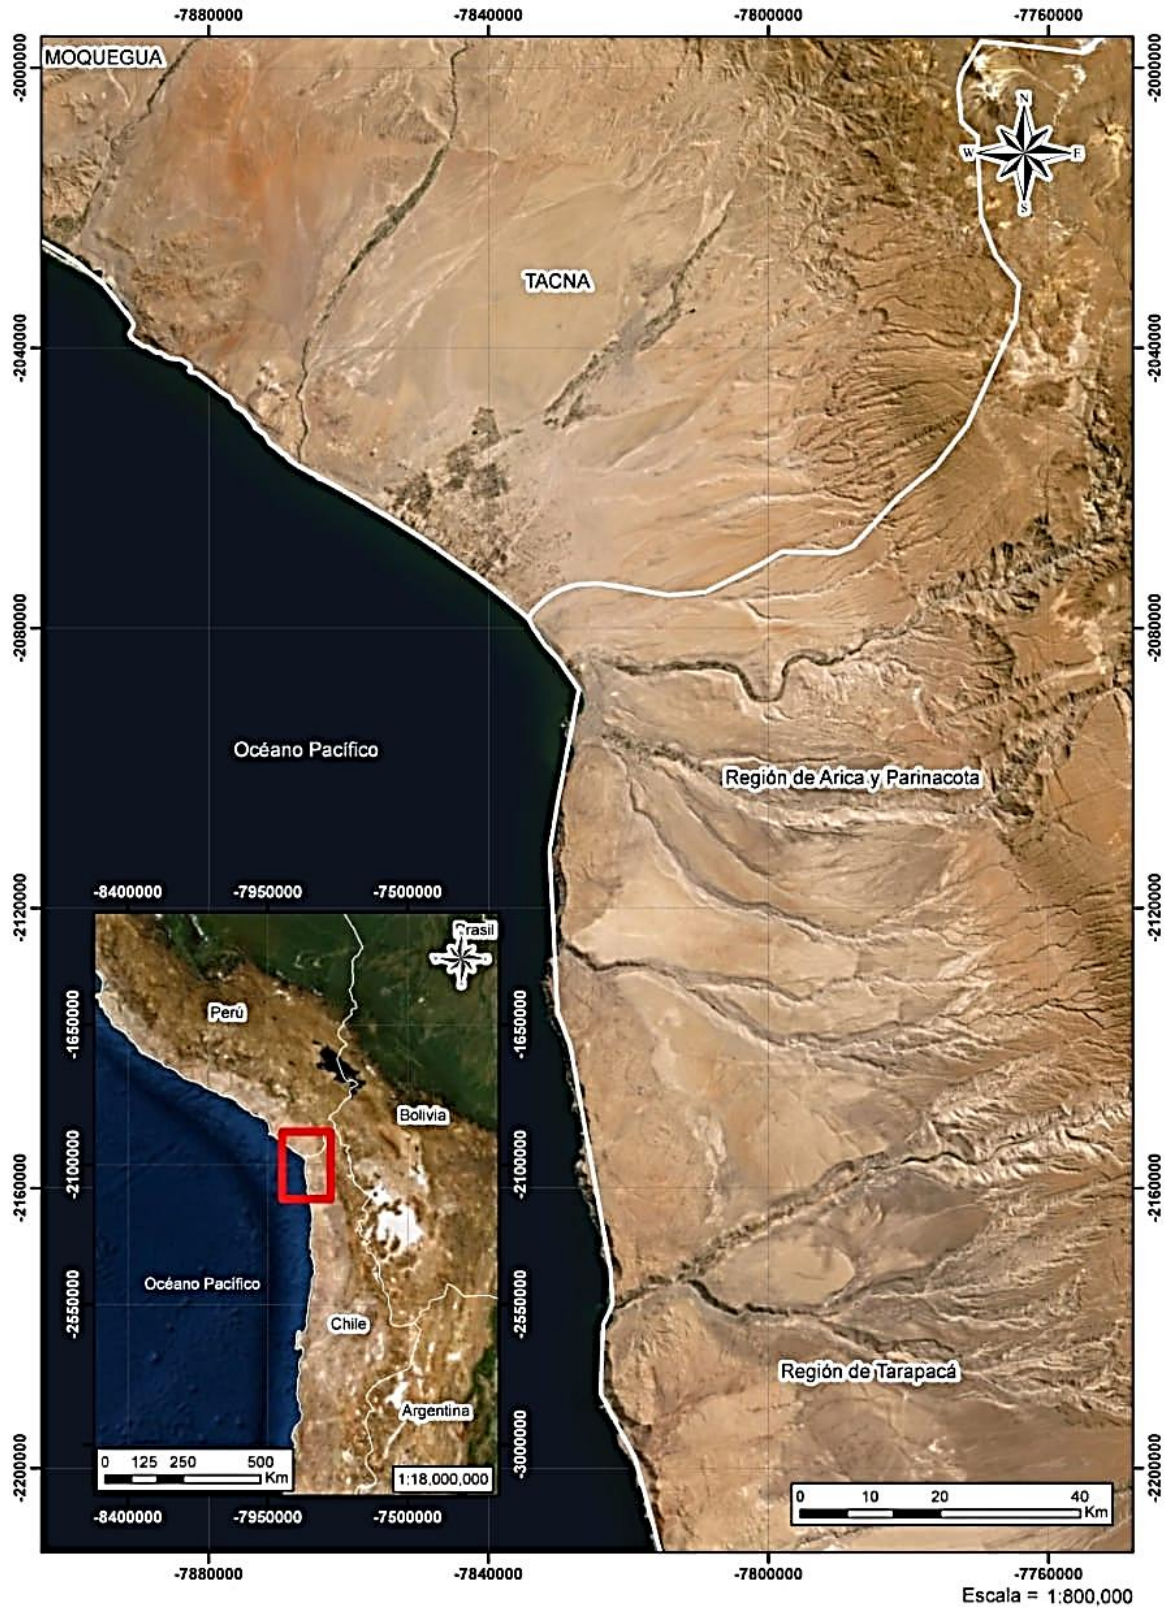 -7880000 -7840000 -7800000 -7760000
MOQUEGUA
-2000000 -2000000
N
W E
S
TACNA
-2040000 -2040000
-2080000 -2080000
Océano Pacífico
Región de Arica y Parinacota
-8400000 -7950000 -7500000
-2120000 -2120000
Brasil
Perú
-1650000 -1650000
Bolivia
-2100000 -2100000
-2160000 -2160000
Océano Pacífico
-2550000 -2550000
Chile
Región de Tarapacá
Argentina
-3000000 -3000000
0 125 250 500
Km
1:18,000,000
-2200000 -2200000
0 10 20 40
Km
-8400000 -7950000 -7500000
-7880000 -7840000 -7800000 -7760000
Escala = 1:800,000